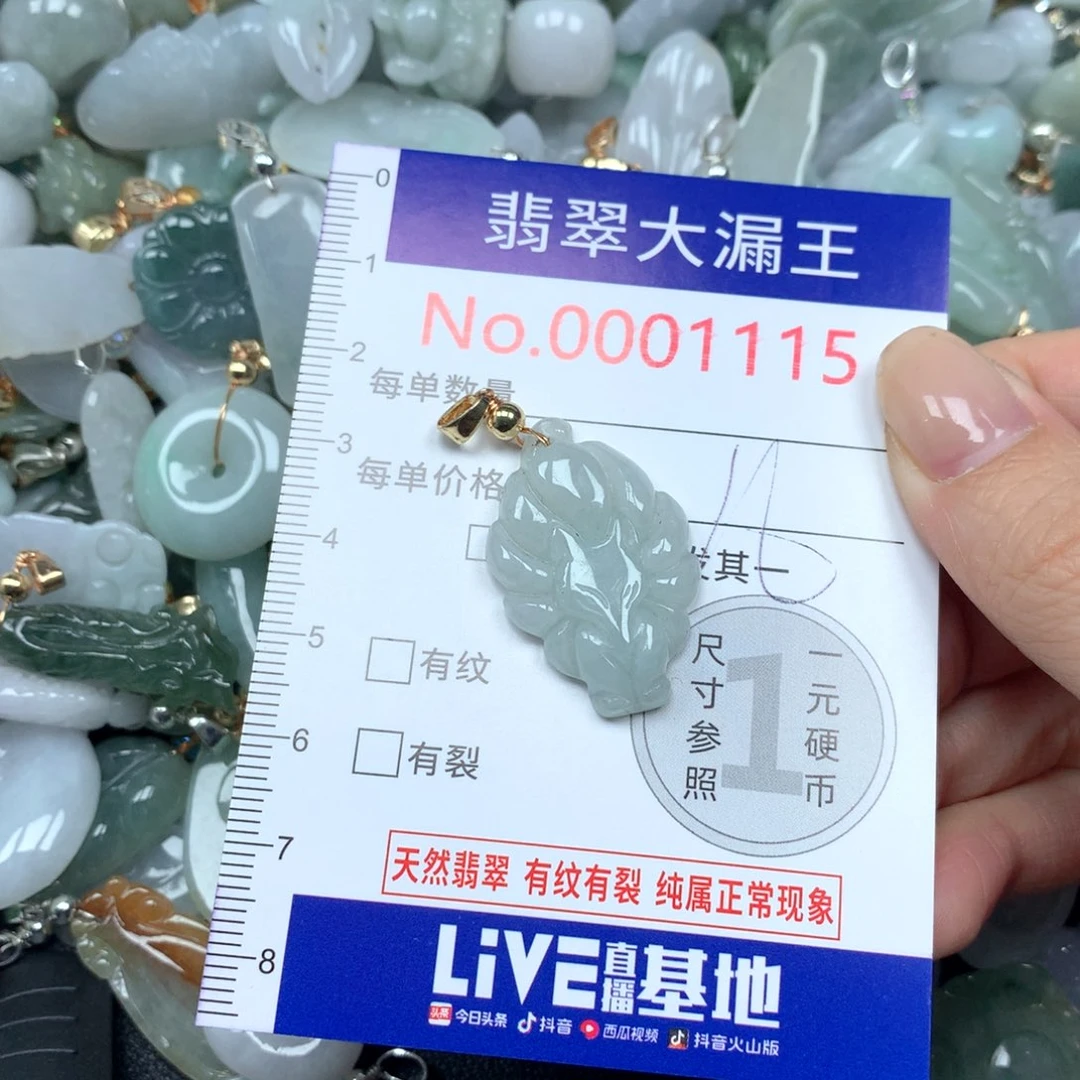 翡翠大漏王
No.0001115
每单数量
每单价格
发其一
有纹
有裂
尺寸参照
1
一元硬币
天然翡翠 有纹有裂 纯属正常现象
LiVE直播基地
头条 今日头条 抖音 西瓜视频 抖音火山版
0
1
2
3
4
5
6
7
8